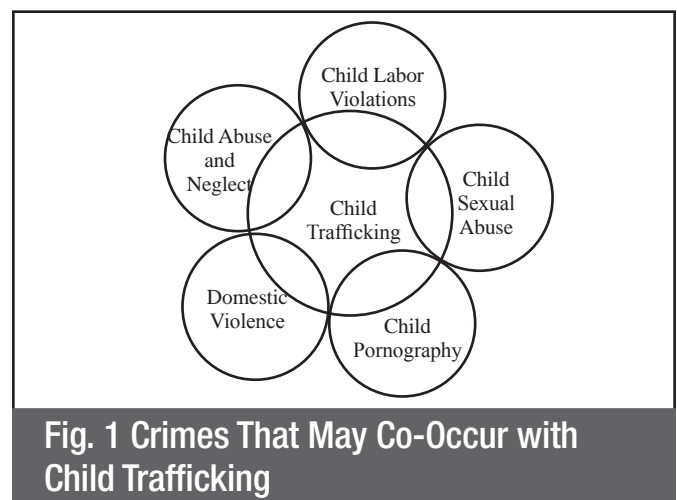 Child Labor
Violations
Child Abuse
and
Neglect
Child
Sexual
Abuse
Child
Trafficking
Domestic
Violence
Child
Pornography
Fig. 1 Crimes That May Co-Occur with
Child Trafficking